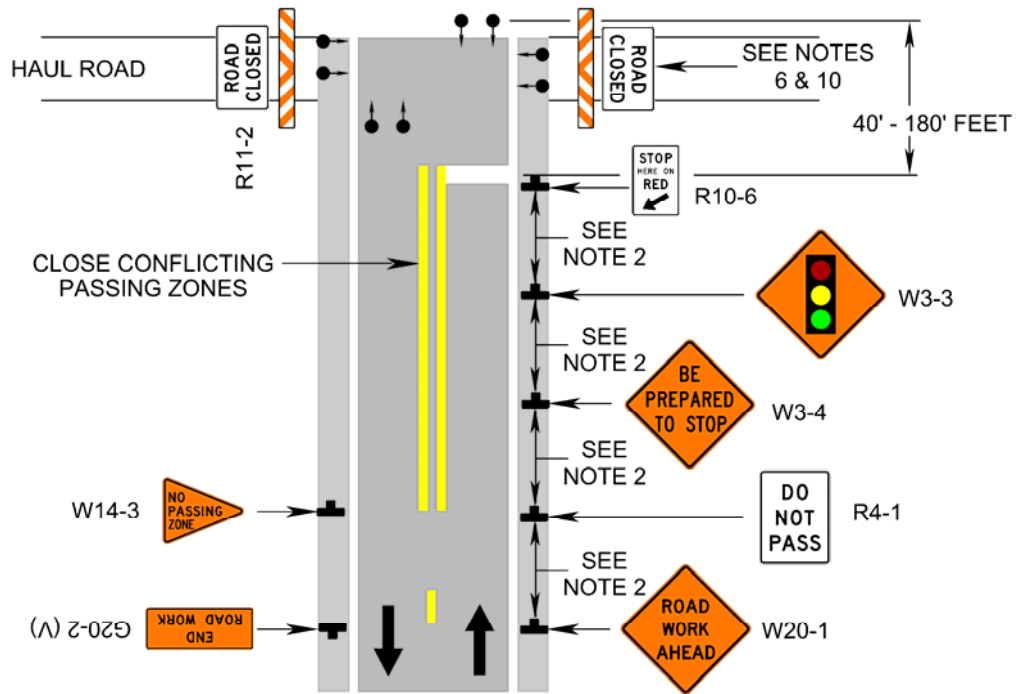 HAUL ROAD
ROAD
CLOSED
R11-2
ROAD
CLOSED
SEE NOTES
6 & 10
40' - 180' FEET
STOP
HERE ON
RED
R10-6
SEE
NOTE 2
CLOSE CONFLICTING
PASSING ZONES
W3-3
SEE
NOTE 2
BE
PREPARED
TO STOP
W3-4
SEE
NOTE 2
W14-3
NO
PASSING
ZONE
DO
NOT
PASS
R4-1
SEE
NOTE 2
G20-2 (V)
END
ROAD WORK
ROAD
WORK
AHEAD
W20-1